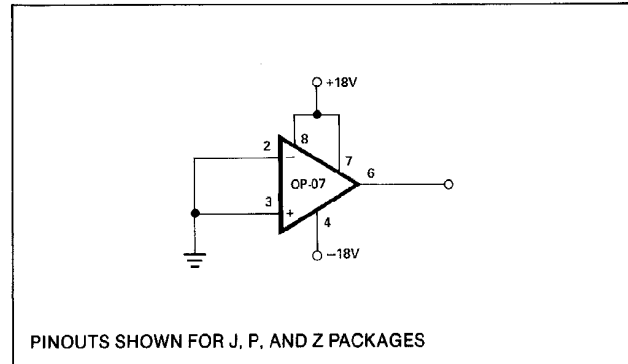 +18V
8
2
−
7
OP-07
6
3
+
4
−18V
PINOUTS SHOWN FOR J, P, AND Z PACKAGES